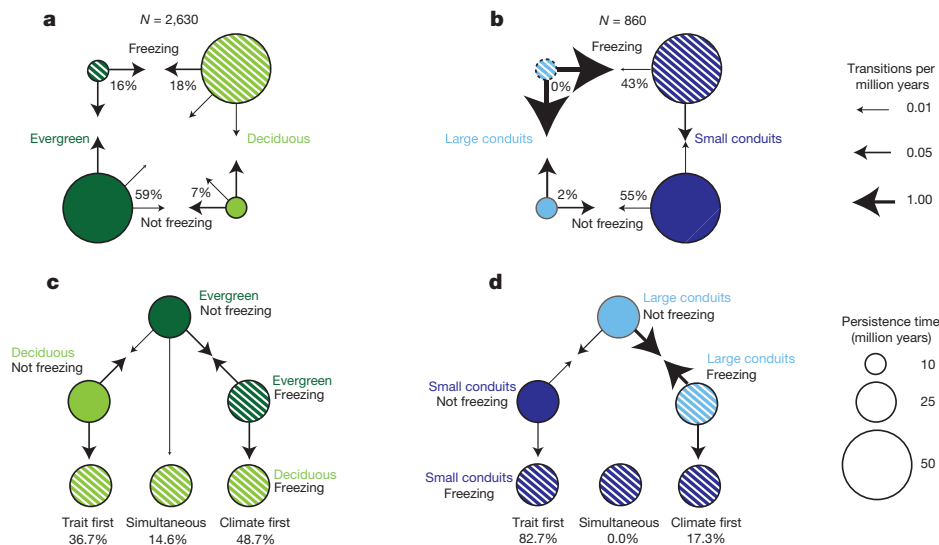 a
N = 2,630
Freezing
16%
18%
Evergreen
Deciduous
59%
7%
Not freezing
b
N = 860
Freezing
0%
43%
Large conduits
Small conduits
2%
55%
Not freezing
Transitions per
million years
0.01
0.05
1.00
c
Evergreen
Not freezing
Deciduous
Not freezing
Evergreen
Freezing
Deciduous
Freezing
Trait first
36.7%
Simultaneous
14.6%
Climate first
48.7%
d
Large conduits
Not freezing
Large conduits
Freezing
Small conduits
Not freezing
Small conduits
Freezing
Trait first
82.7%
Simultaneous
0.0%
Climate first
17.3%
Persistence time
(million years)
10
25
50